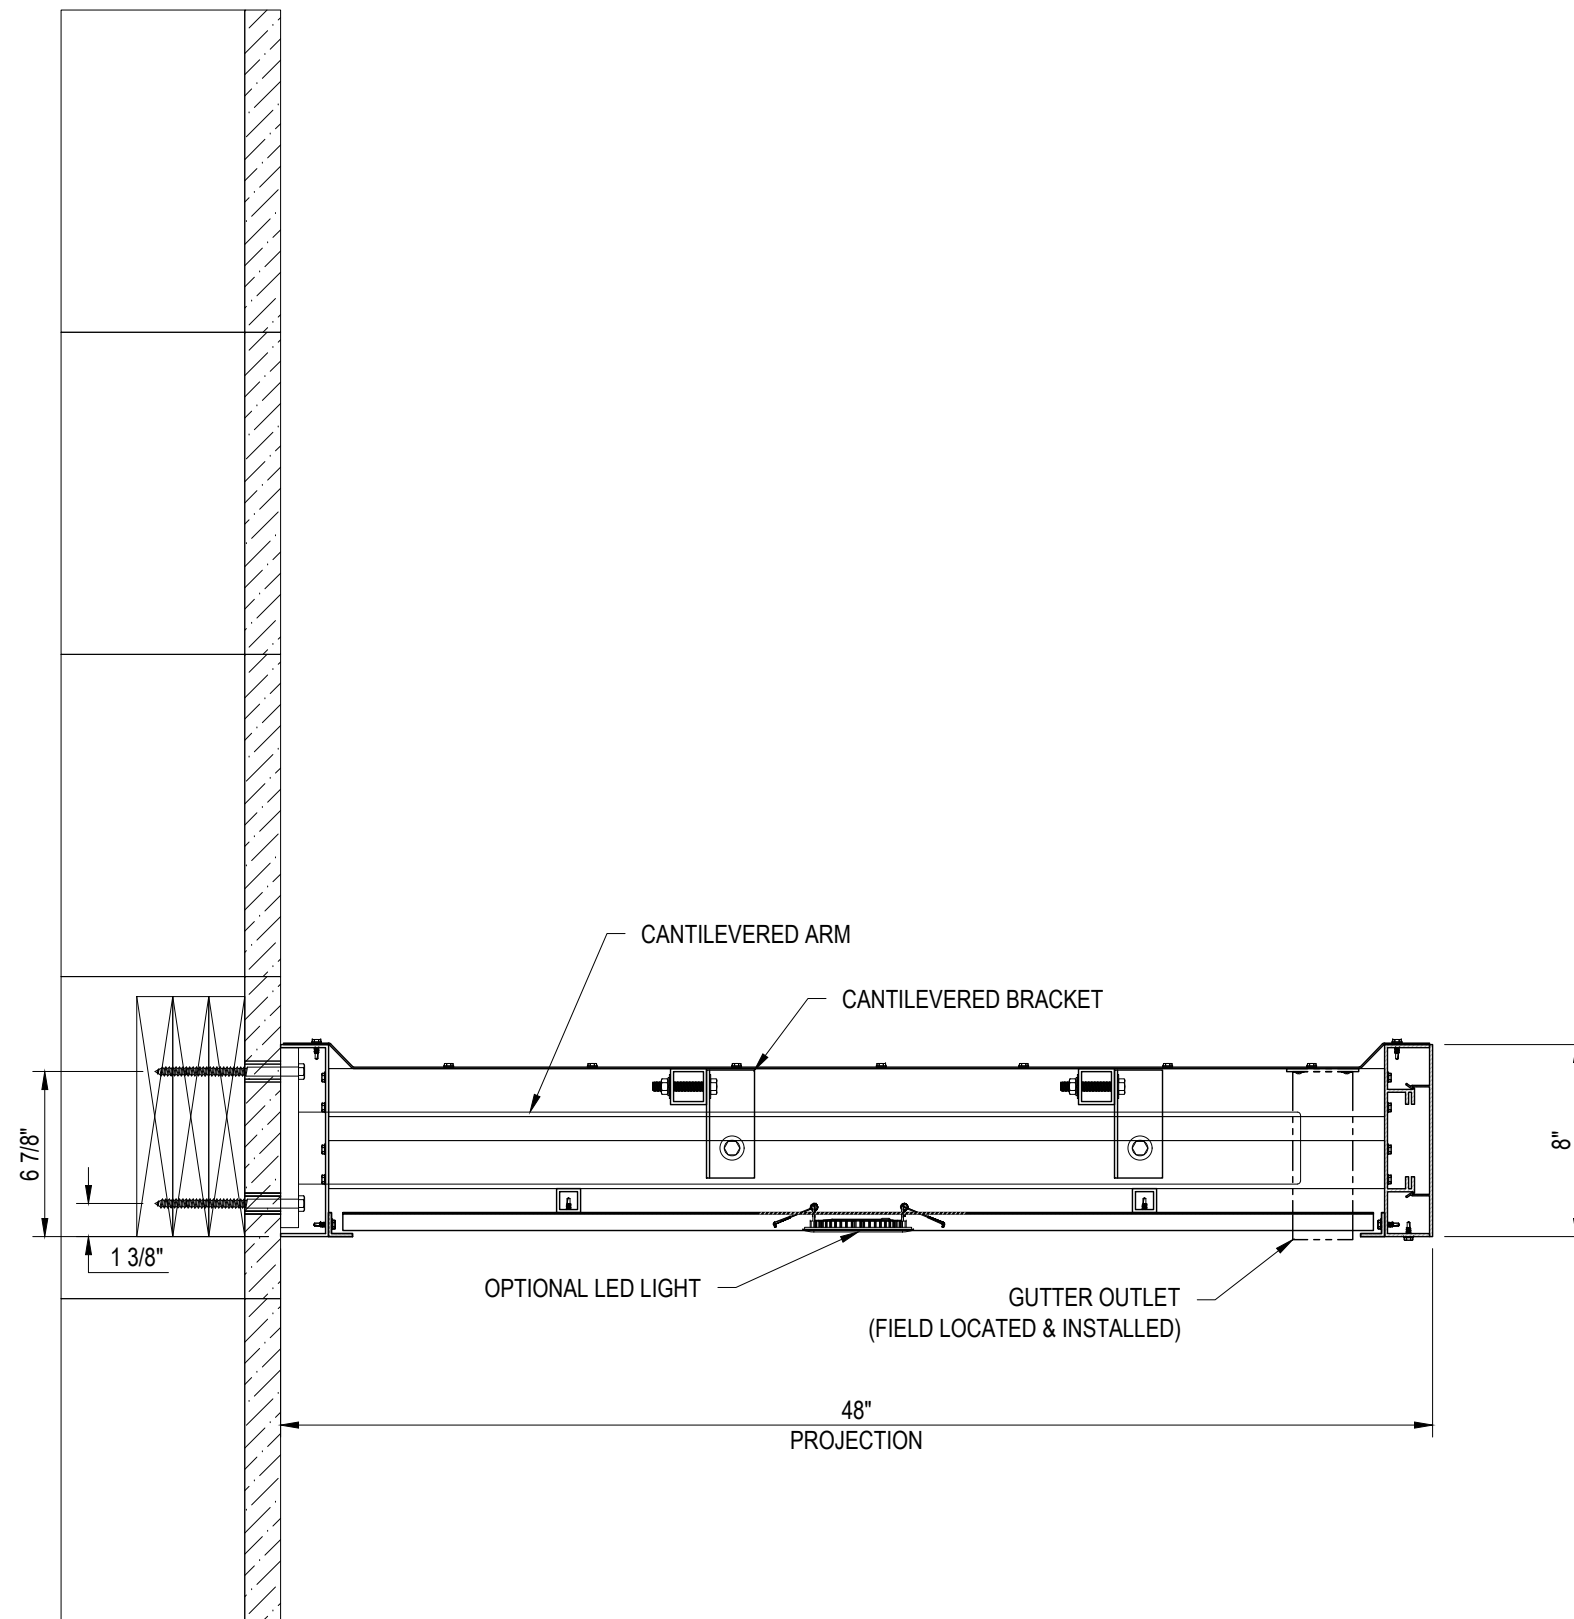 CANTILEVERED ARM
CANTILEVERED BRACKET
6 7/8"
8"
1 3/8"
OPTIONAL LED LIGHT
GUTTER OUTLET
(FIELD LOCATED & INSTALLED)
48"
PROJECTION